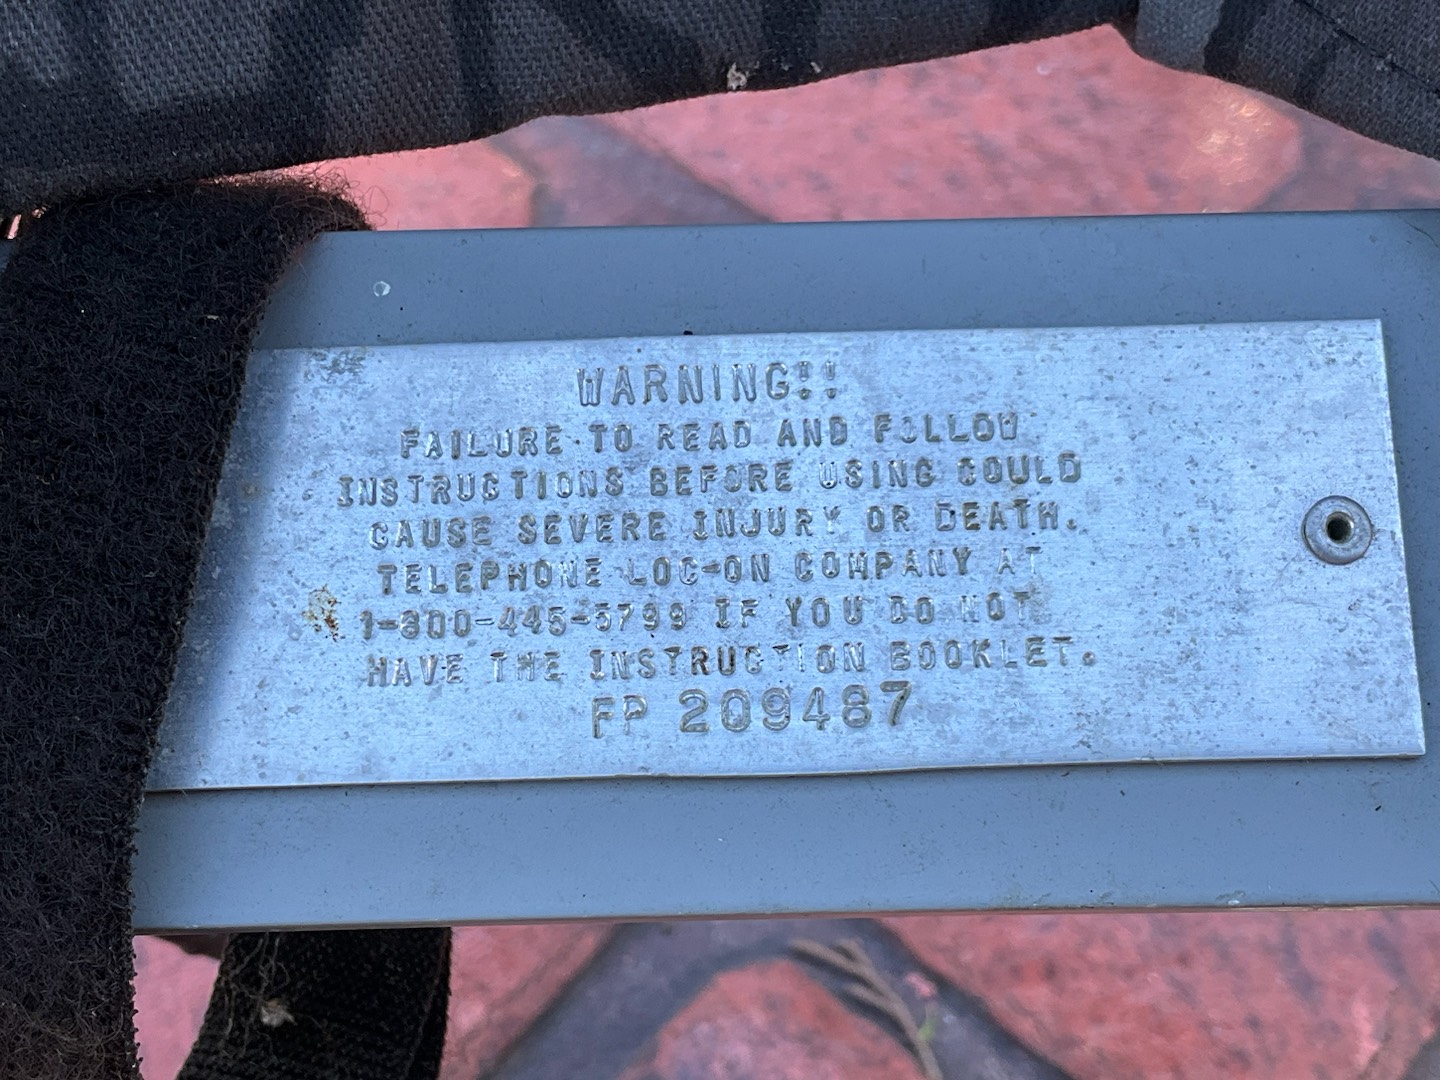 WARNING!!
FAILURE TO READ AND FOLLOW
INSTRUCTIONS BEFORE USING COULD
CAUSE SEVERE INJURY OR DEATH.
TELEPHONE LOC-ON COMPANY AT
1-800-445-5799 IF YOU DO NOT
HAVE THE INSTRUCTION BOOKLET.
FP 209487